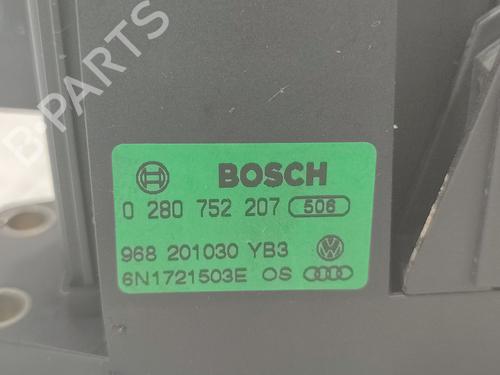 B-PARTS
BOSCH
0 280 752 207 506
968 201030 YB3
6N1721503E OS